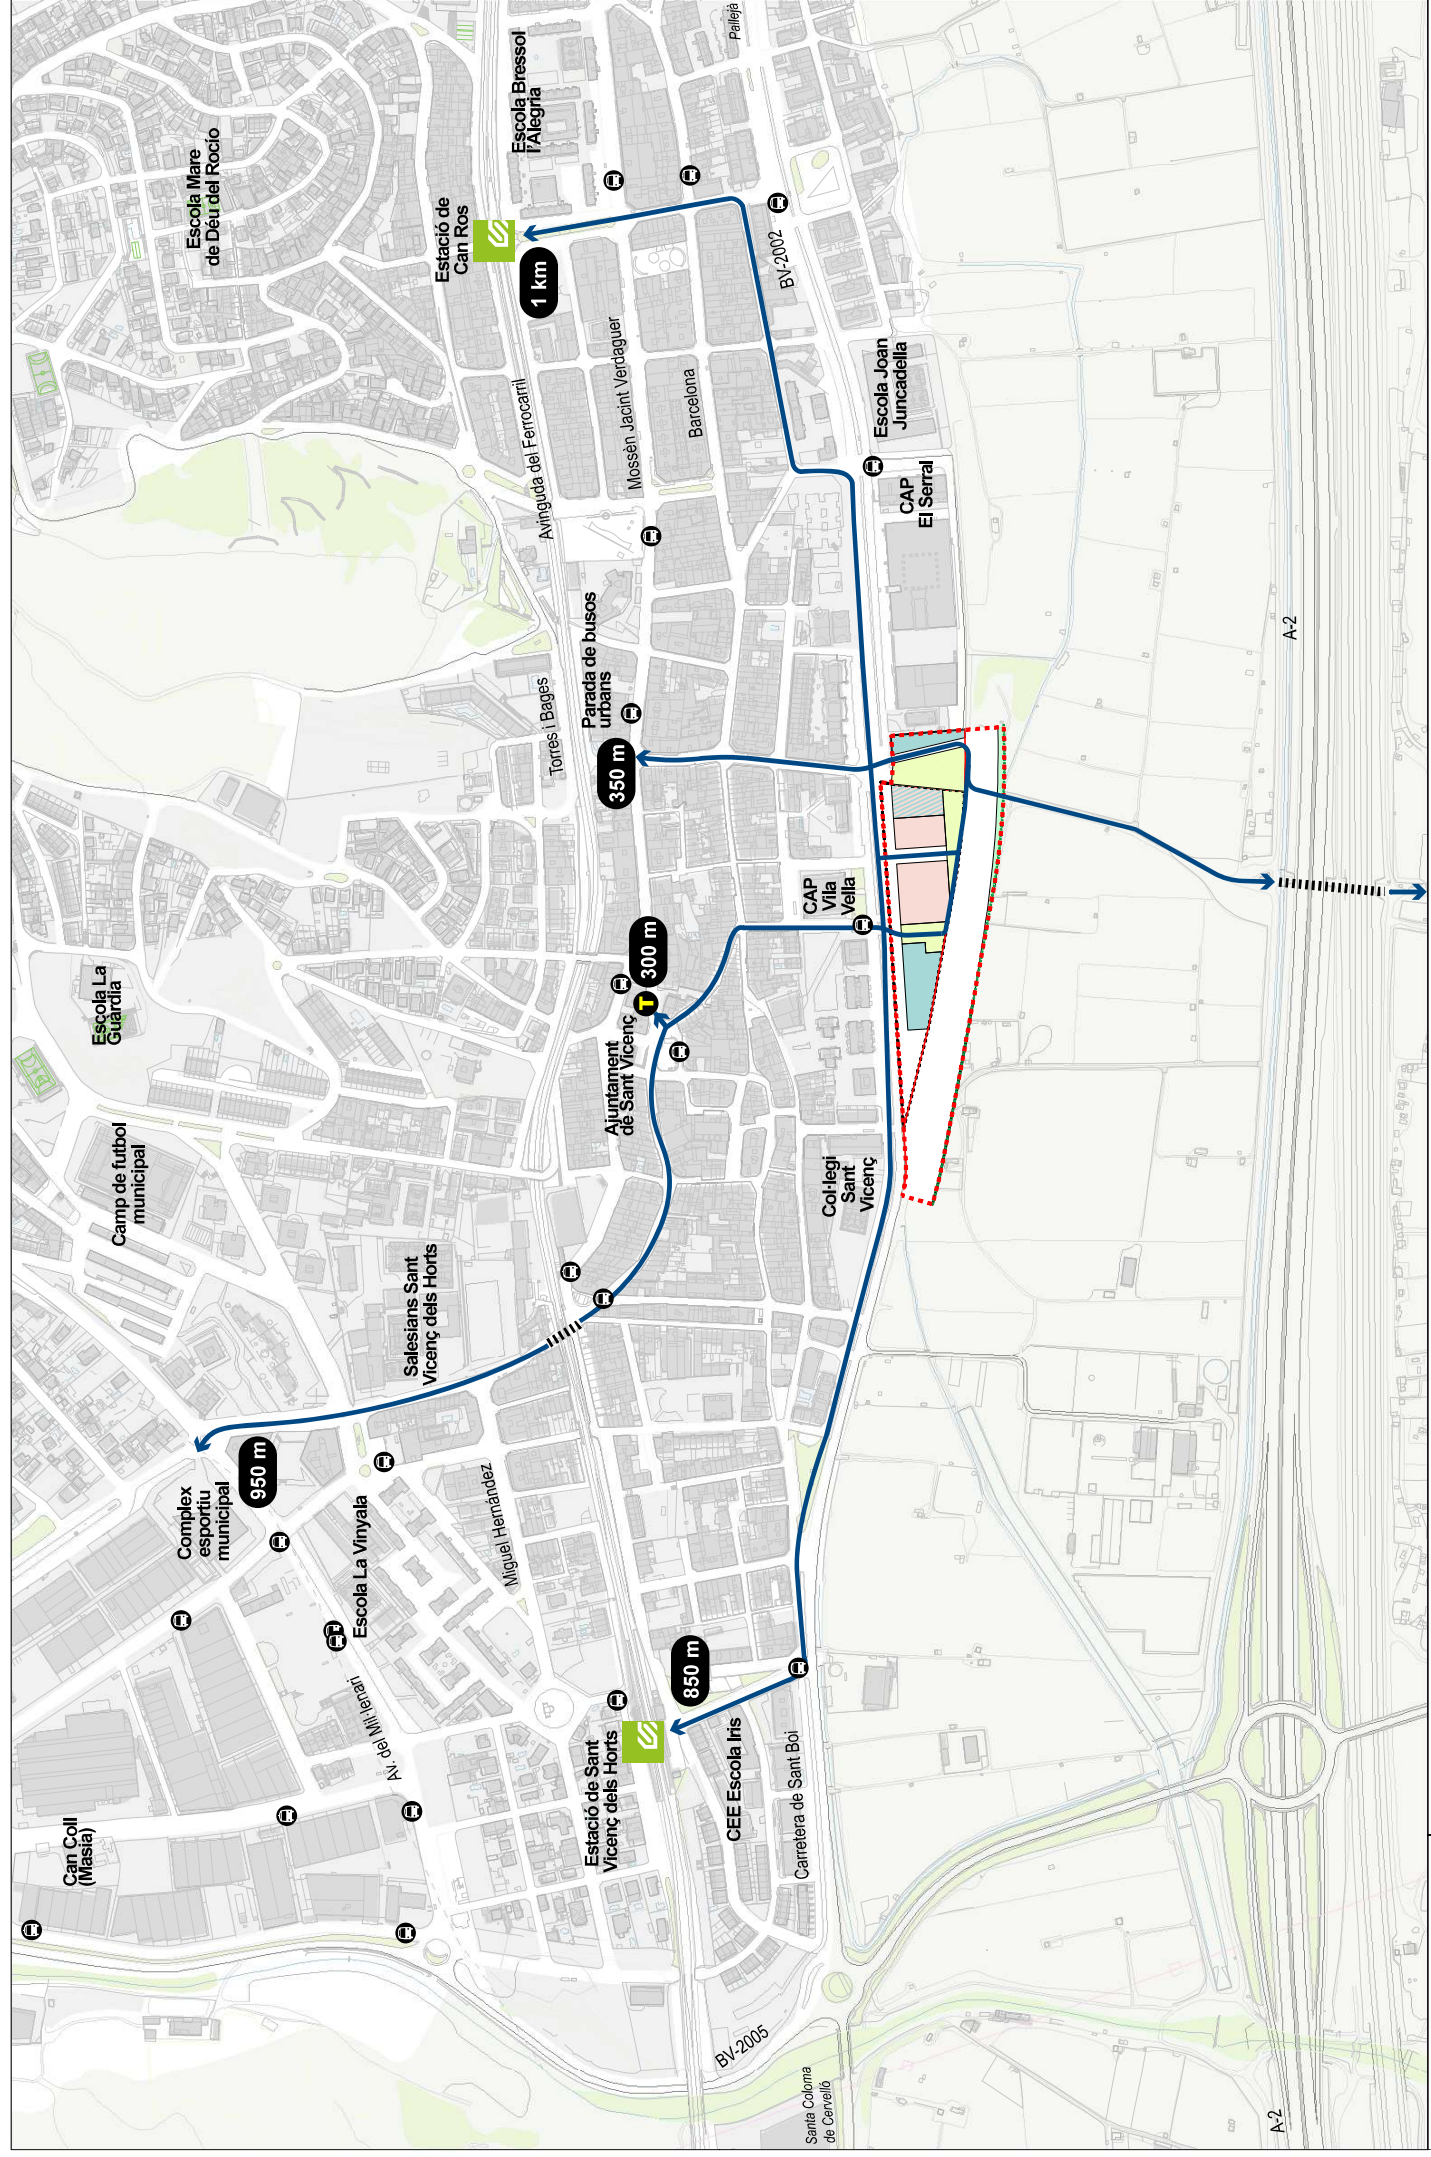 Can Coll
(Masia)
Camp de futbol
municipal
Escola La
Guàrdia
Escola Mare
de Déu del Rocío
Complex
esportiu
municipal
950 m
Salesians Sant
Vicenç dels Horts
Escola La Vinyala
Av. del Mil·lenari
Miguel Hernández
Torres i Bages
Avinguda del Ferrocarril
Estació de
Can Ros
1 km
Escola Bressol
l'Alegria
Pallejà
Estació de Sant
Vicenç dels Horts
850 m
Ajuntament
de Sant Vicenç
T
300 m
350 m
Parada de busos
urbans
Mossèn Jacint Verdaguer
Barcelona
BV-2002
CEE Escola Iris
Carretera de Sant Boi
Col·legi
Sant
Vicenç
CAP
Vila
Vella
CAP
El Serral
Escola Joan
Juncadella
BV-2005
Santa Coloma
de Cervelló
A-2
A-2